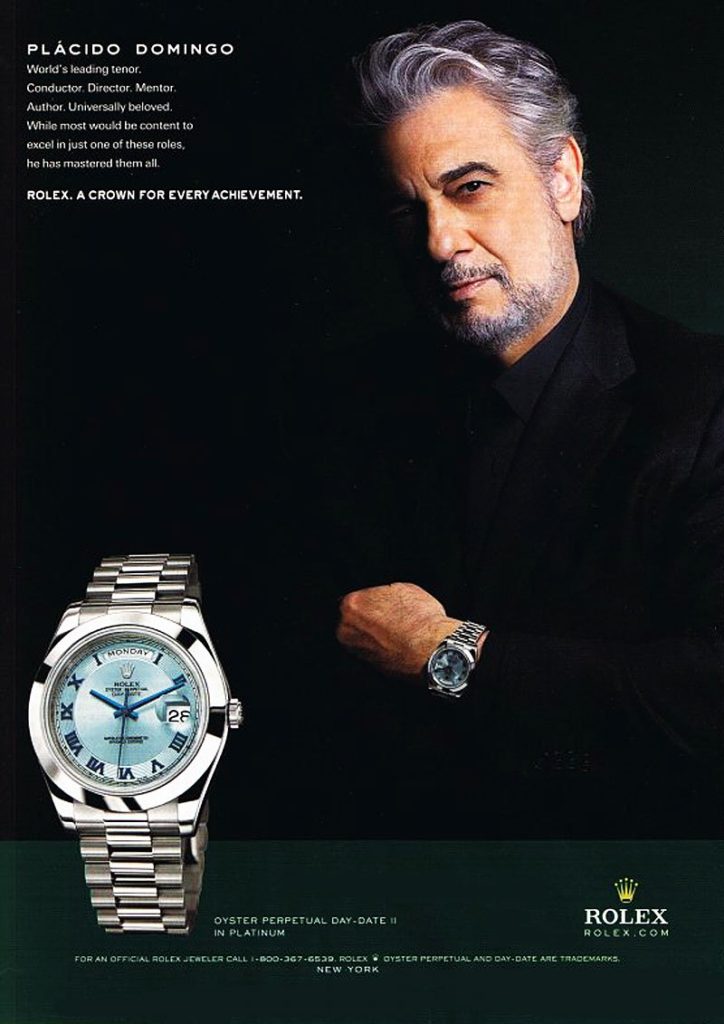 PLÁCIDO DOMINGO
World's leading tenor.
Conductor. Director. Mentor.
Author. Universally beloved.
While most would be content to
excel in just one of these roles,
he has mastered them all.
ROLEX. A CROWN FOR EVERY ACHIEVEMENT.
MONDAY
ROLEX
OYSTER PERPETUAL
DAY-DATE
28
OYSTER PERPETUAL DAY-DATE II
IN PLATINUM
ROLEX
ROLEX.COM
FOR AN OFFICIAL ROLEX JEWELER CALL 1-800-367-6539. ROLEX OYSTER PERPETUAL AND DAY-DATE ARE TRADEMARKS.
NEW YORK